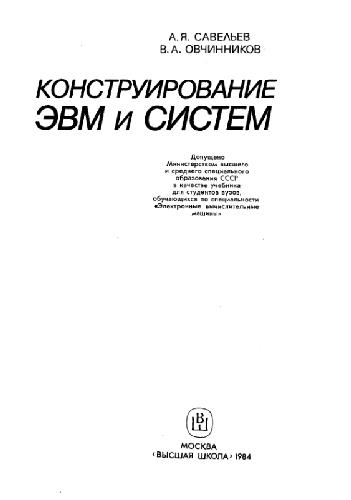 А. Я. САВЕЛЬЕВ
В. А. ОВЧИННИКОВ
КОНСТРУИРОВАНИЕ
ЭВМ и СИСТЕМ
Допущено
Министерством высшего
и среднего специального
образования СССР
в качестве учебника
для студентов вузов,
обучающихся по специальности
«Электронные вычислительные
машины»
ВШ
МОСКВА
«ВЫСШАЯ ШКОЛА» 1984